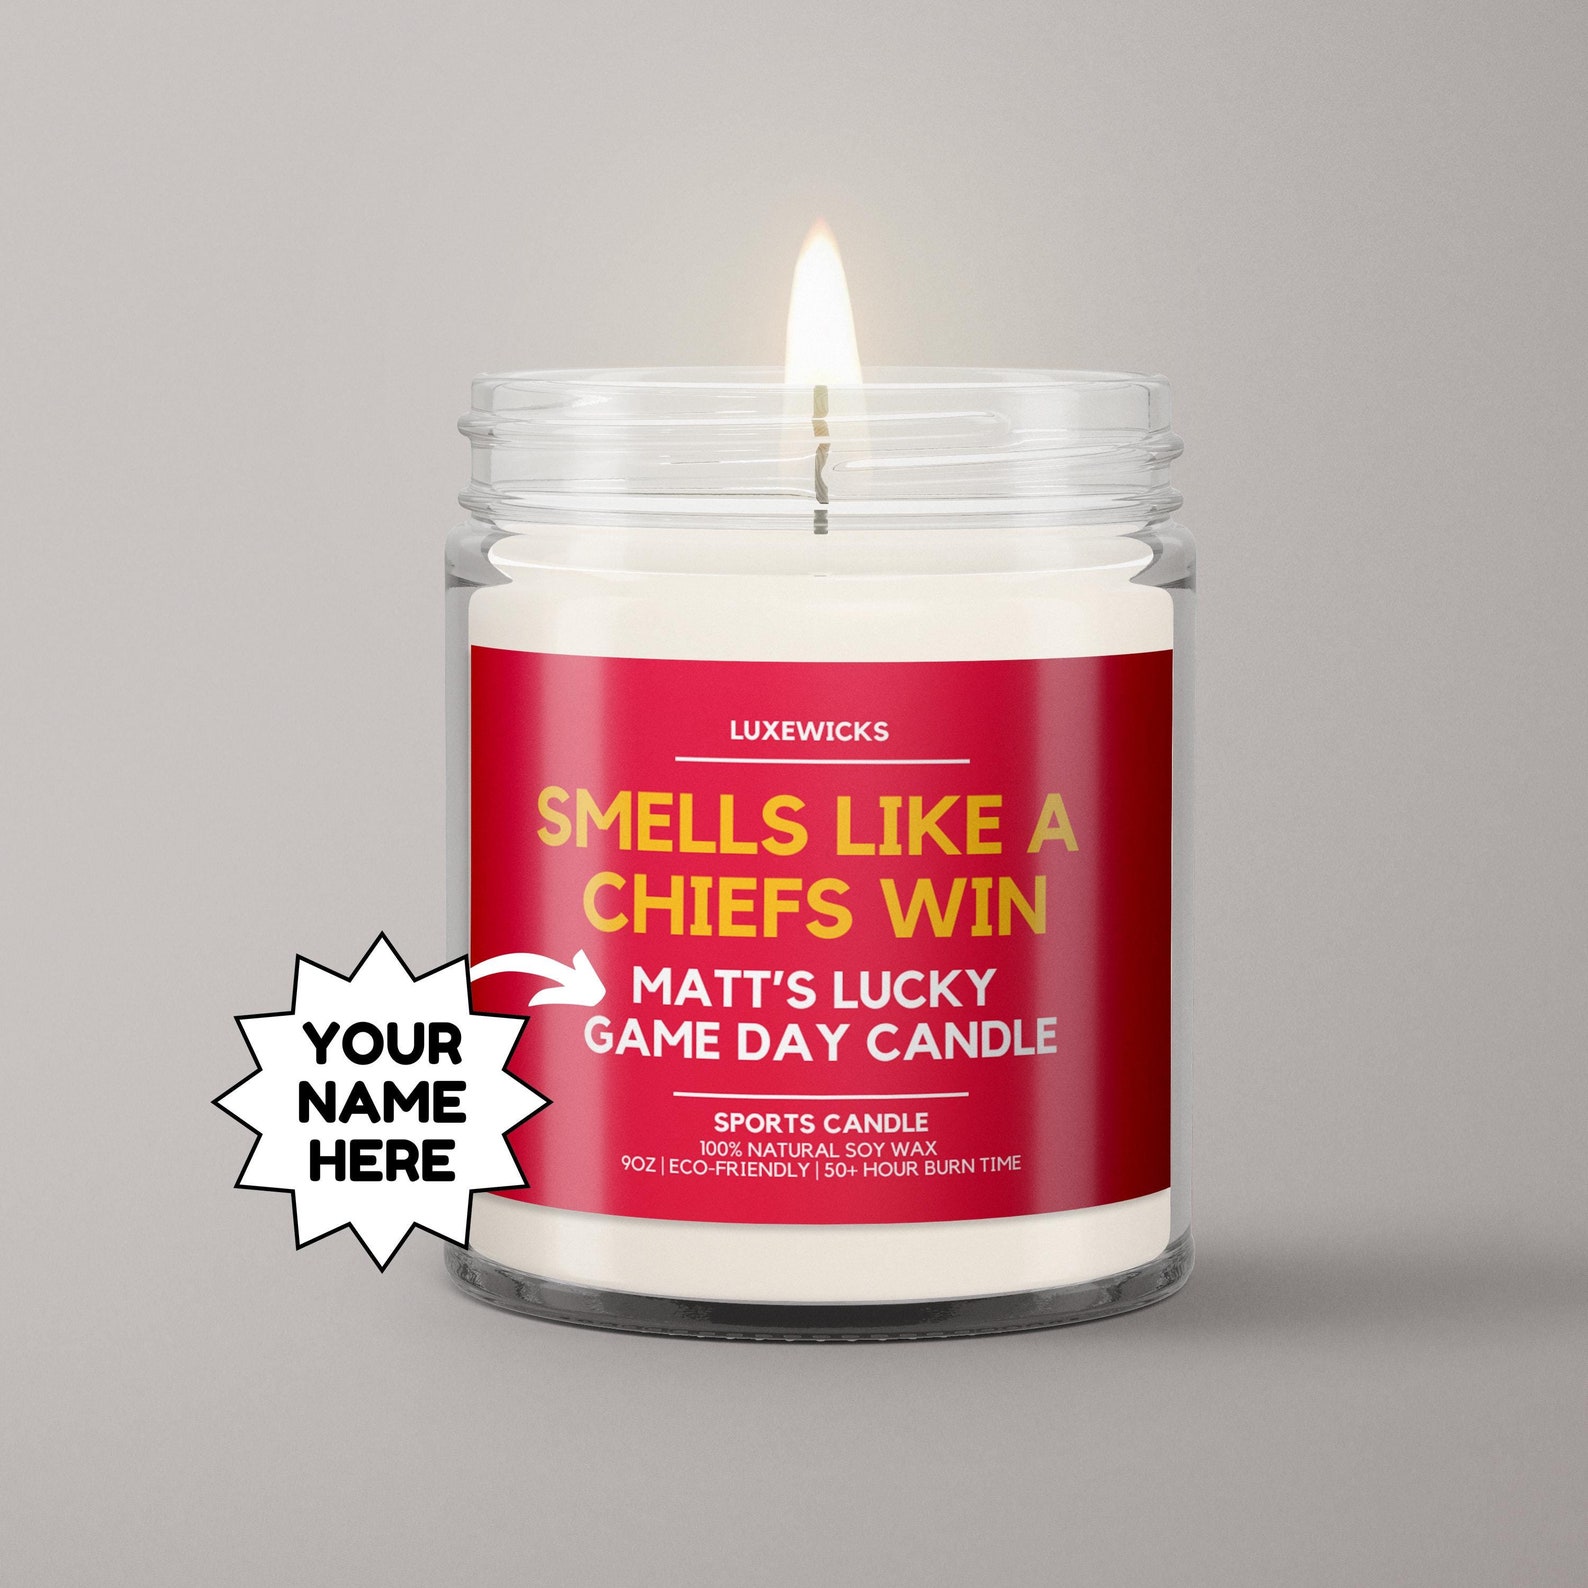 LUXEWICKS
SMELLS LIKE A
CHIEFS WIN
MATT'S LUCKY
GAME DAY CANDLE
SPORTS CANDLE
100% NATURAL SOY WAX
9OZ | ECO-FRIENDLY | 50+ HOUR BURN TIME
YOUR
NAME
HERE